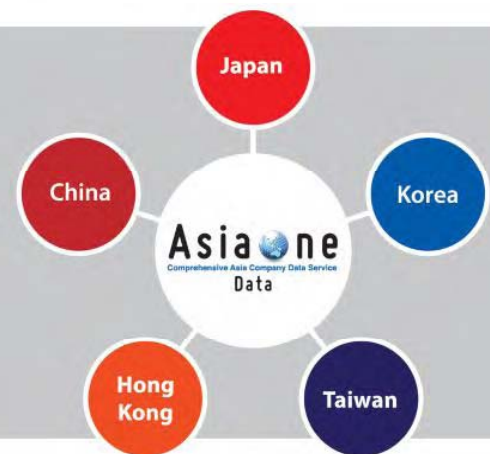 Japan
China
Korea
Asia One
Comprehensive Asia Company Data Service
Data
Hong
Kong
Taiwan